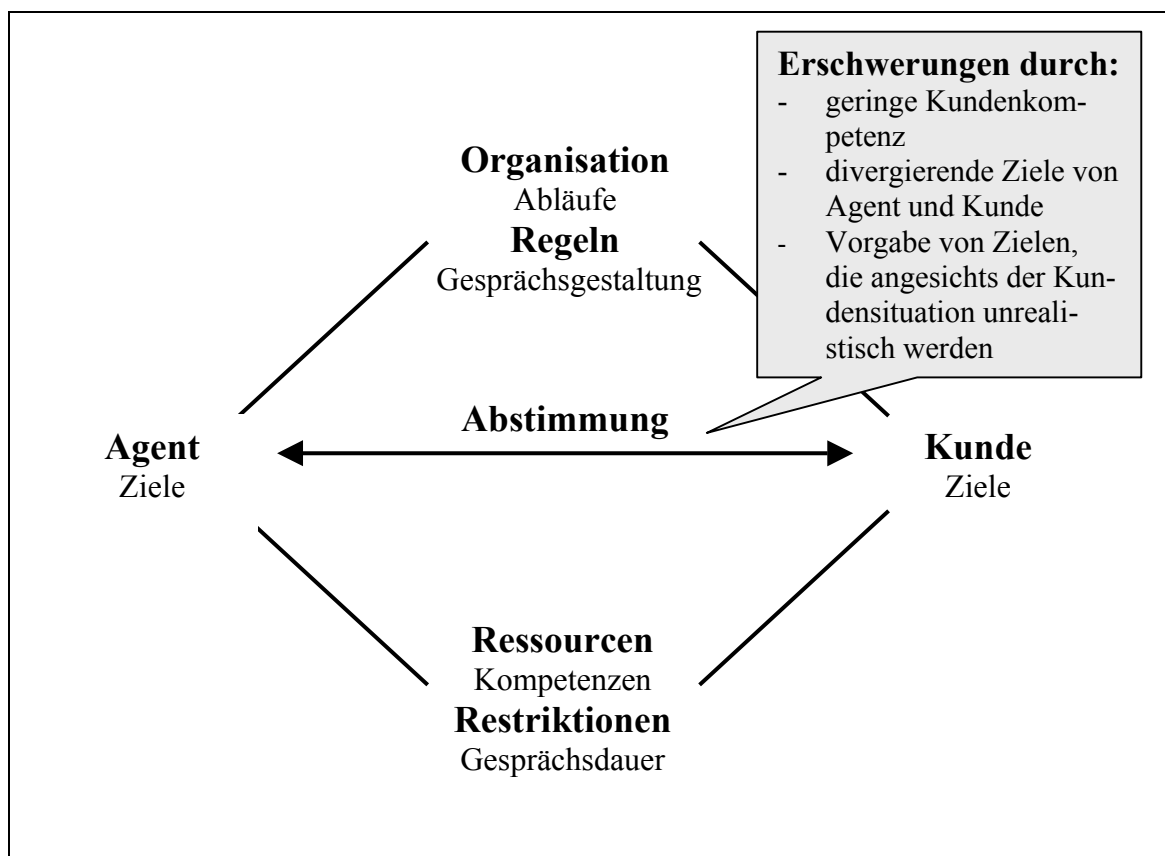 Erschwerungen durch:
- geringe Kundenkom-
petenz
- divergierende Ziele von
Agent und Kunde
- Vorgabe von Zielen,
die angesichts der Kun-
densituation unreali-
stisch werden
Organisation
Abläufe
Regeln
Gesprächsgestaltung
Abstimmung
Agent
Ziele
Kunde
Ziele
Ressourcen
Kompetenzen
Restriktionen
Gesprächsdauer